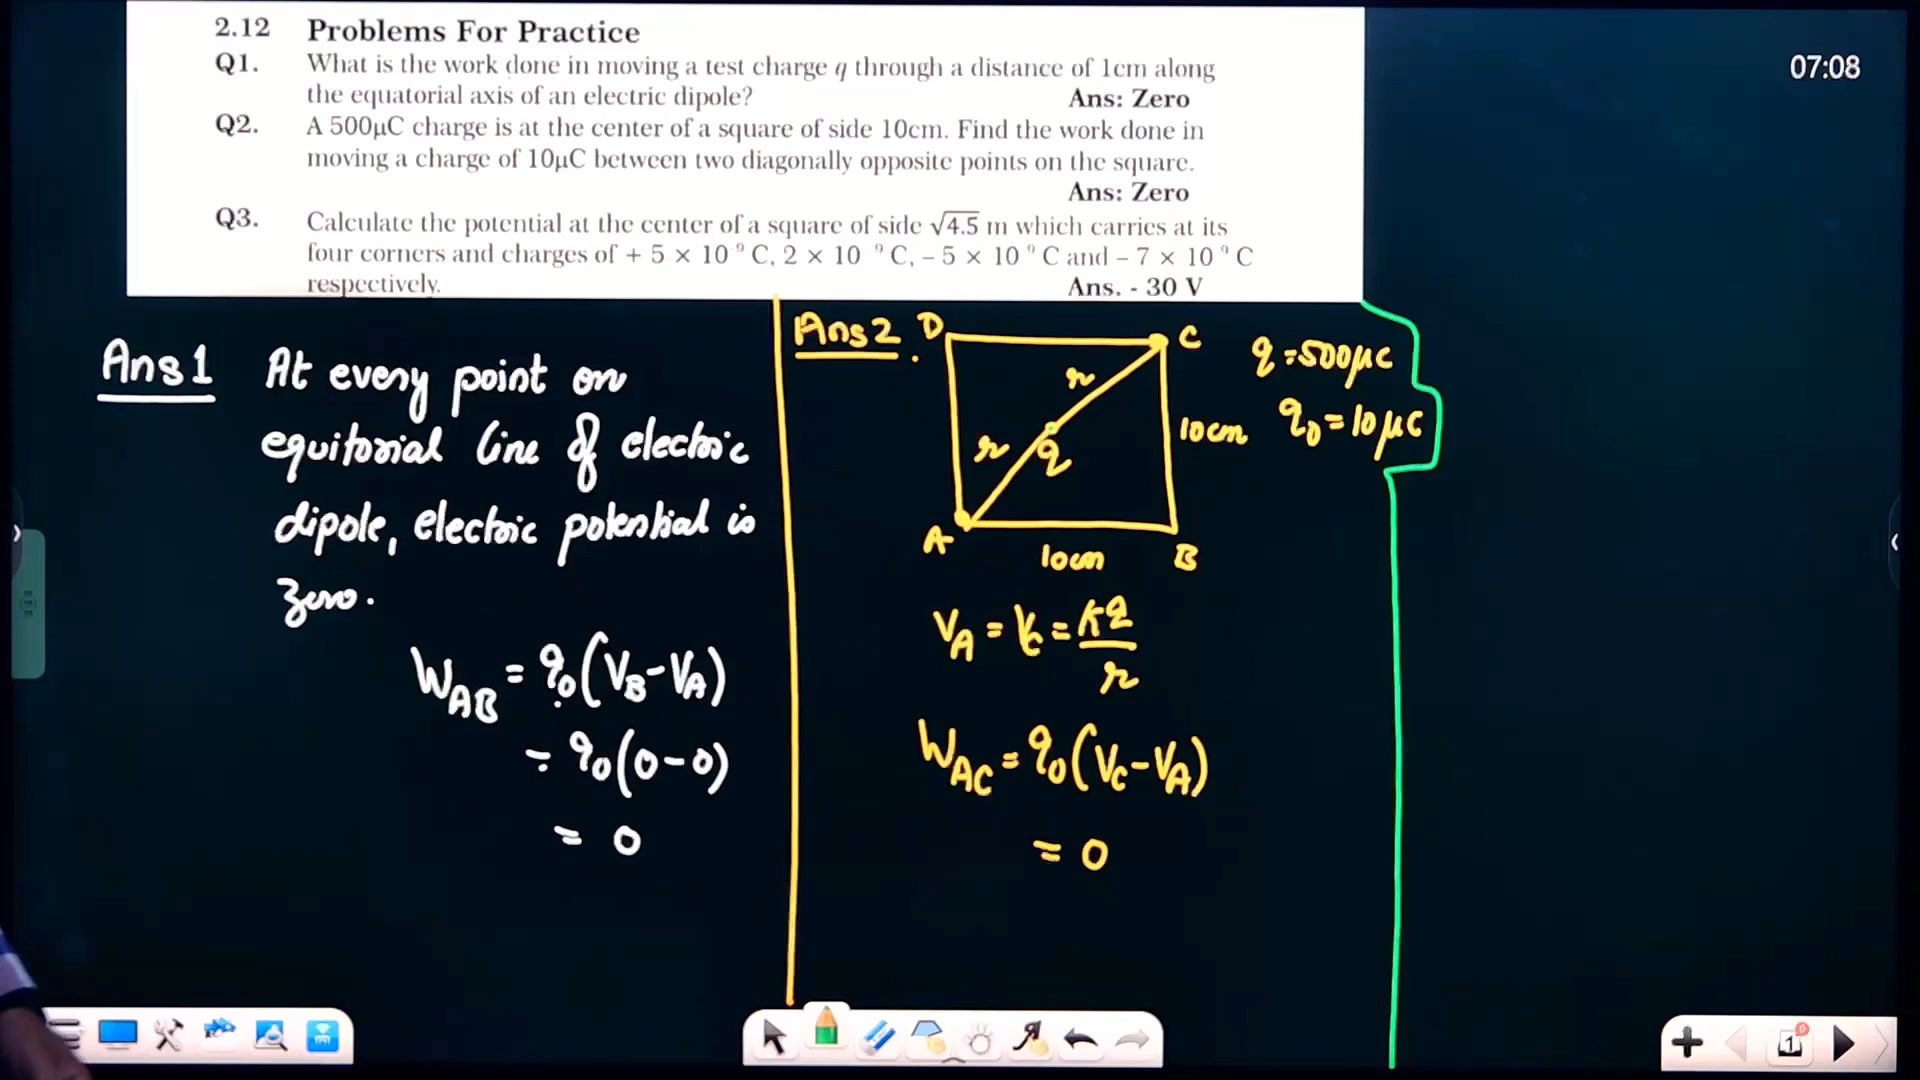 2.12 Problems For Practice
07:08
Q1. What is the work done in moving a test charge q through a distance of 1cm along
the equatorial axis of an electric dipole? Ans: Zero
Q2. A 500µC charge is at the center of a square of side 10cm. Find the work done in
moving a charge of 10µC between two diagonally opposite points on the square.
Ans: Zero
Q3. Calculate the potential at the center of a square of side √4.5 m which carries at its
four corners and charges of + 5 × 10⁻⁹ C, 2 × 10 ⁹ C, – 5 × 10 ⁹ C and – 7 × 10 ⁹ C
respectively. Ans. - 30 V
Ans1 At every point on
equitorial line of electric
dipole, electric potential is
zero.
W_AB = q₀(V_B-V_A)
= q₀(0-0)
= 0
Ans2.
D
C
r
r
q
10cm
A
10cm
B
q=500µc
q₀=10µC
V_A = V_C = Kq/r
W_AC = q₀(V_C-V_A)
= 0
1
0